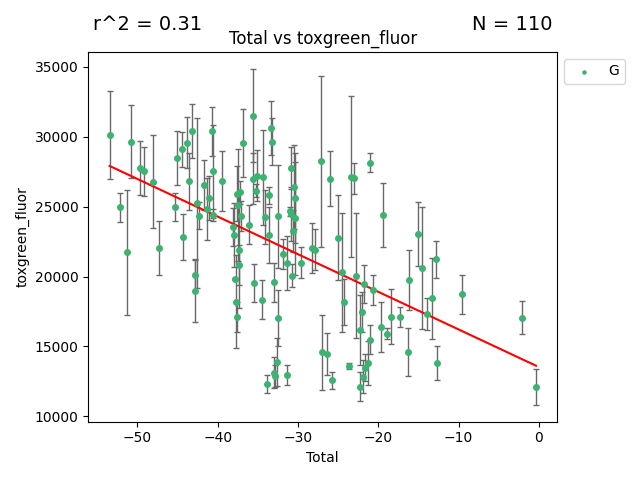 r^2 = 0.31 N = 110
Total vs toxgreen_fluor
G
35000
30000
25000
20000
15000
10000
toxgreen_fluor
−50 −40 −30 −20 −10 0
Total